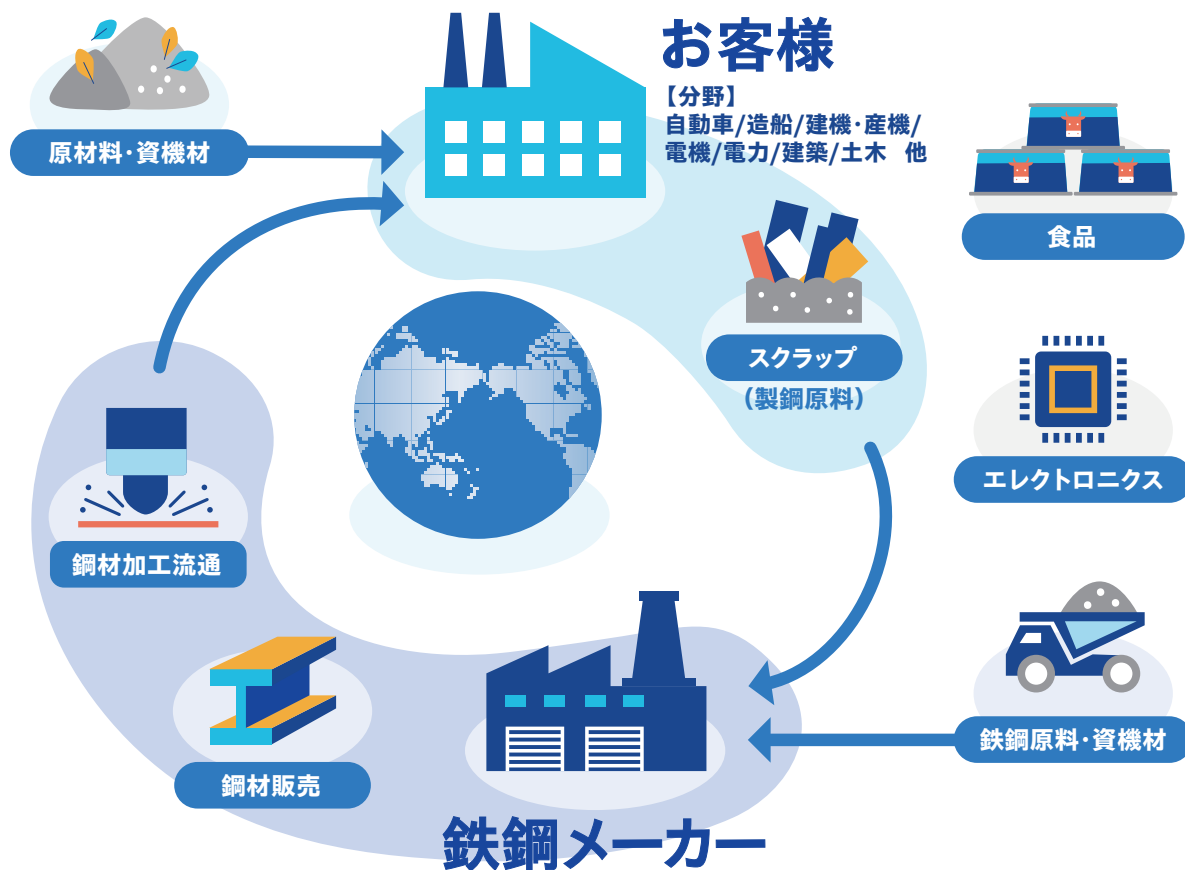 お客様
【分野】
自動車/造船/建機・産機/
電機/電力/建築/土木 他
原材料・資機材
食品
スクラップ
（製鋼原料）
エレクトロニクス
鋼材加工流通
鉄鋼原料・資機材
鋼材販売
鉄鋼メーカー